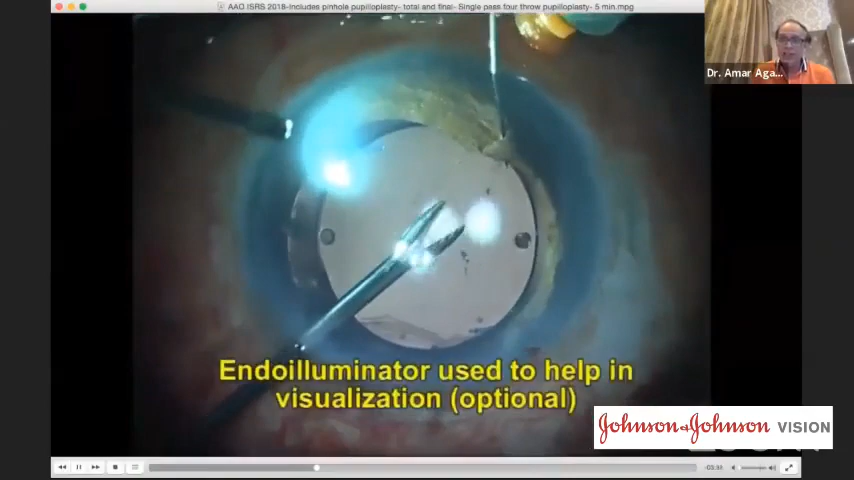 AAO ISRS 2018-Includes pinhole pupilloplasty- total and final- Single pass four throw pupilloplasty- 5 min.mpg
Dr. Amar Aga...
Endoilluminator used to help in
visualization (optional)
Johnson & Johnson VISION